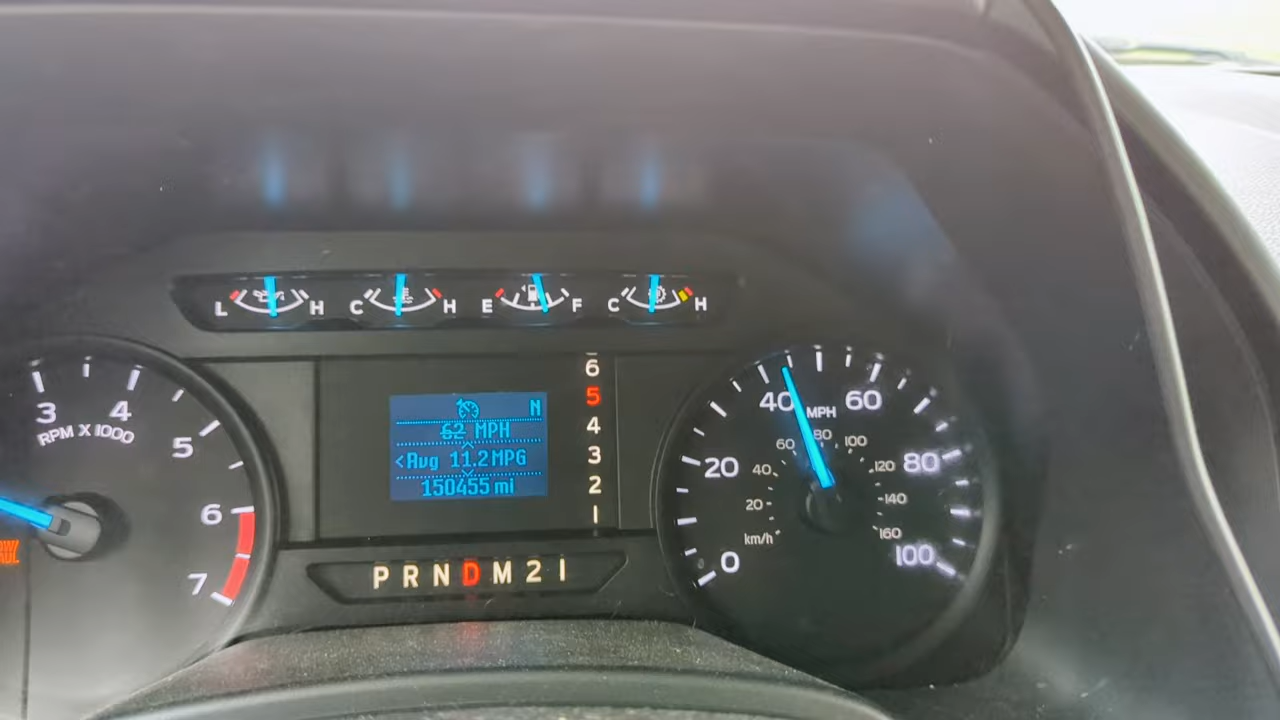 L H C H E F C H
3 4 5 6 7
RPM X 1000
N
62 MPH
<Avg 11.2MPG
150455 mi
6
5
4
3
2
1
P R N D M 2 1
0 20 40 60 80 100
MPH
20 40 60 80 100 120 140 160
km/h